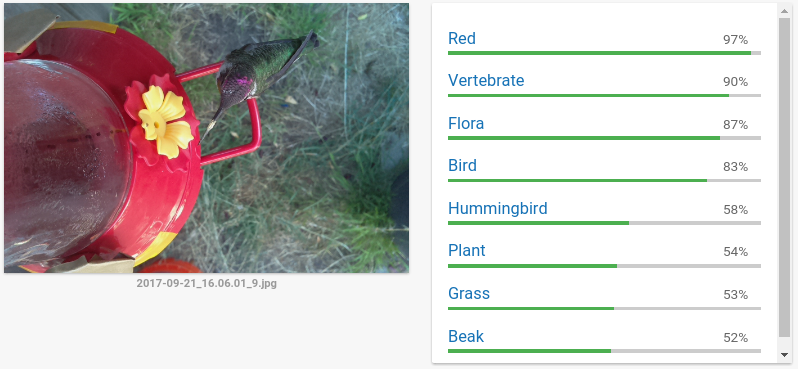 Red 97%
Vertebrate 90%
Flora 87%
Bird 83%
Hummingbird 58%
Plant 54%
Grass 53%
Beak 52%
2017-09-21_16.06.01_9.jpg